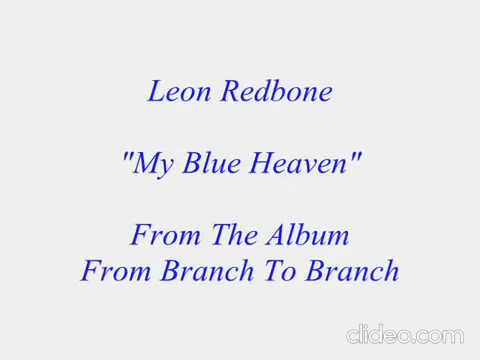 Leon Redbone
"My Blue Heaven"
From The Album
From Branch To Branch
clideo.com